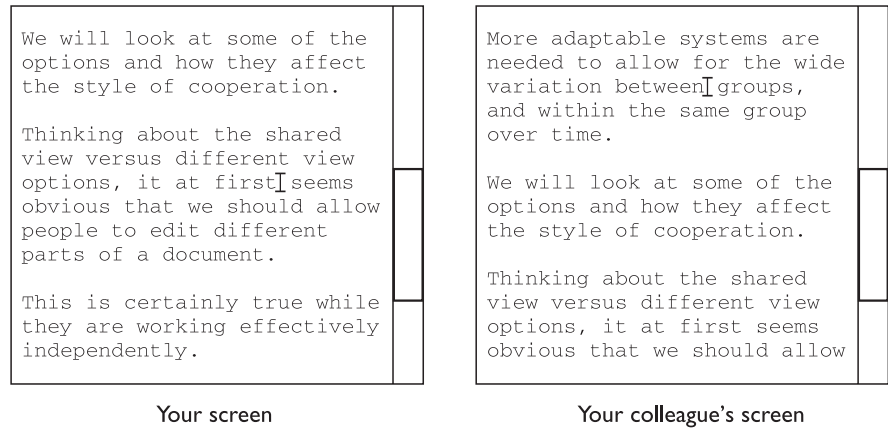 We will look at some of the
options and how they affect
the style of cooperation.
Thinking about the shared
view versus different view
options, it at first seems
obvious that we should allow
people to edit different
parts of a document.
This is certainly true while
they are working effectively
independently.
Your screen
More adaptable systems are
needed to allow for the wide
variation between groups,
and within the same group
over time.
We will look at some of the
options and how they affect
the style of cooperation.
Thinking about the shared
view versus different view
options, it at first seems
obvious that we should allow
Your colleague's screen